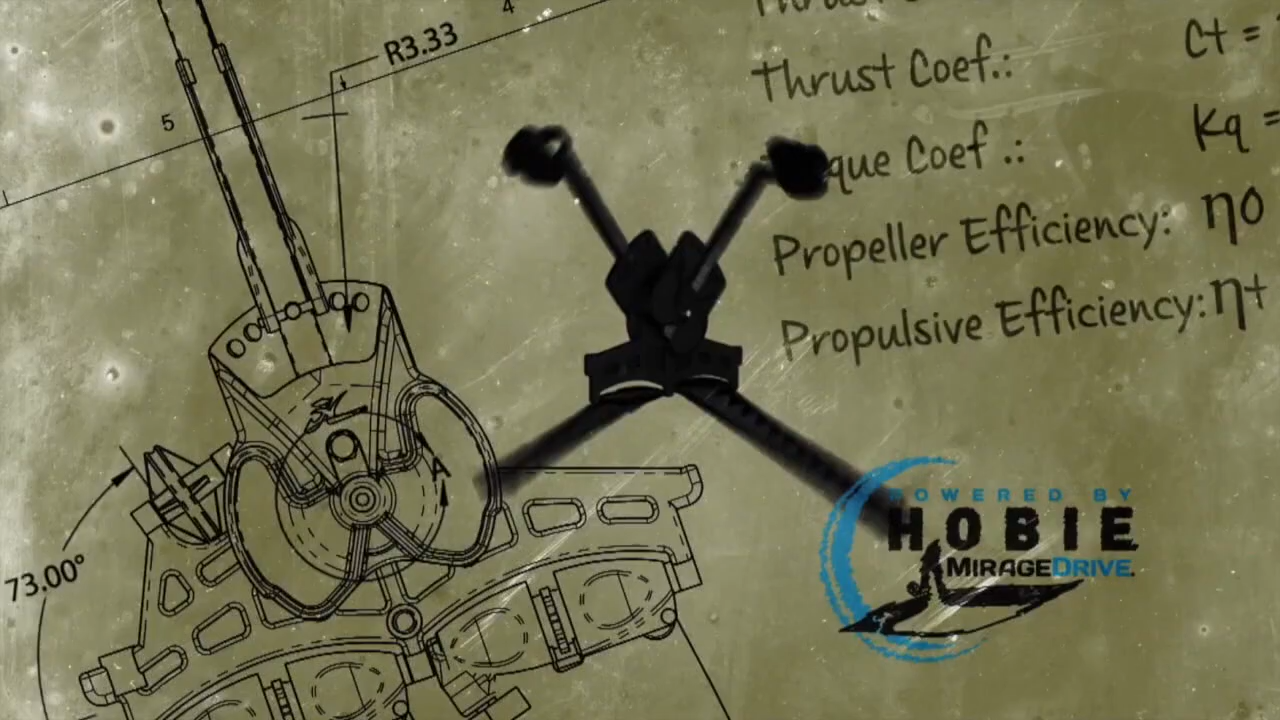 4
R3.33
5
Thrust Coef.:
Ct =
Coef .:
Kq =
Propeller Efficiency: η0
Propulsive Efficiency: ηt
A
73.00°
POWERED BY
HOBIE
MIRAGEDRIVE.